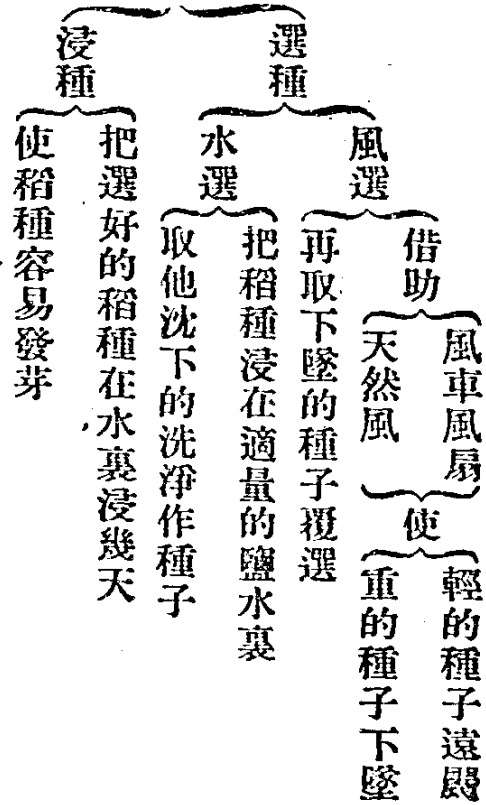 選種
風選
借助
風車風扇
天然風
使
輕的種子遠颺
重的種子下墜
再取下墜的種子覆選
水選
把稻種浸在適量的鹽水裏
取他沈下的洗淨作種子
浸種
把選好的稻種在水裏浸幾天
使稻種容易發芽